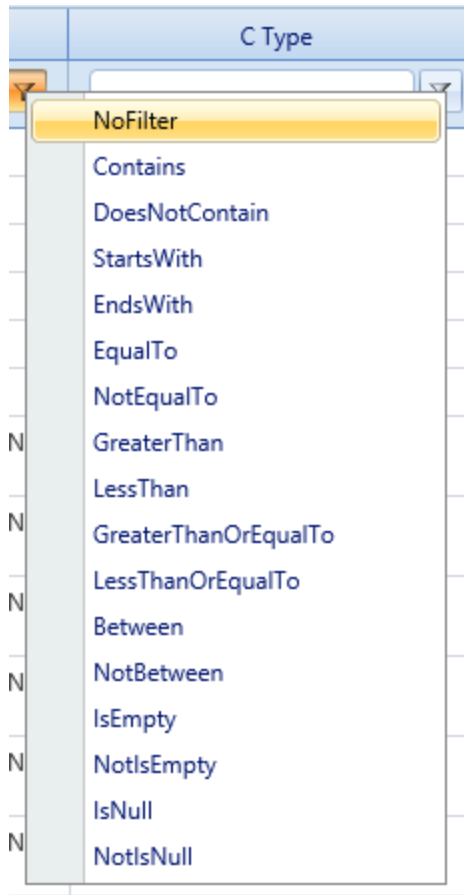 C Type
NoFilter
Contains
DoesNotContain
StartsWith
EndsWith
EqualTo
NotEqualTo
N
GreaterThan
LessThan
N
GreaterThanOrEqualTo
LessThanOrEqualTo
N
Between
N
NotBetween
IsEmpty
N
NotIsEmpty
IsNull
N
NotIsNull